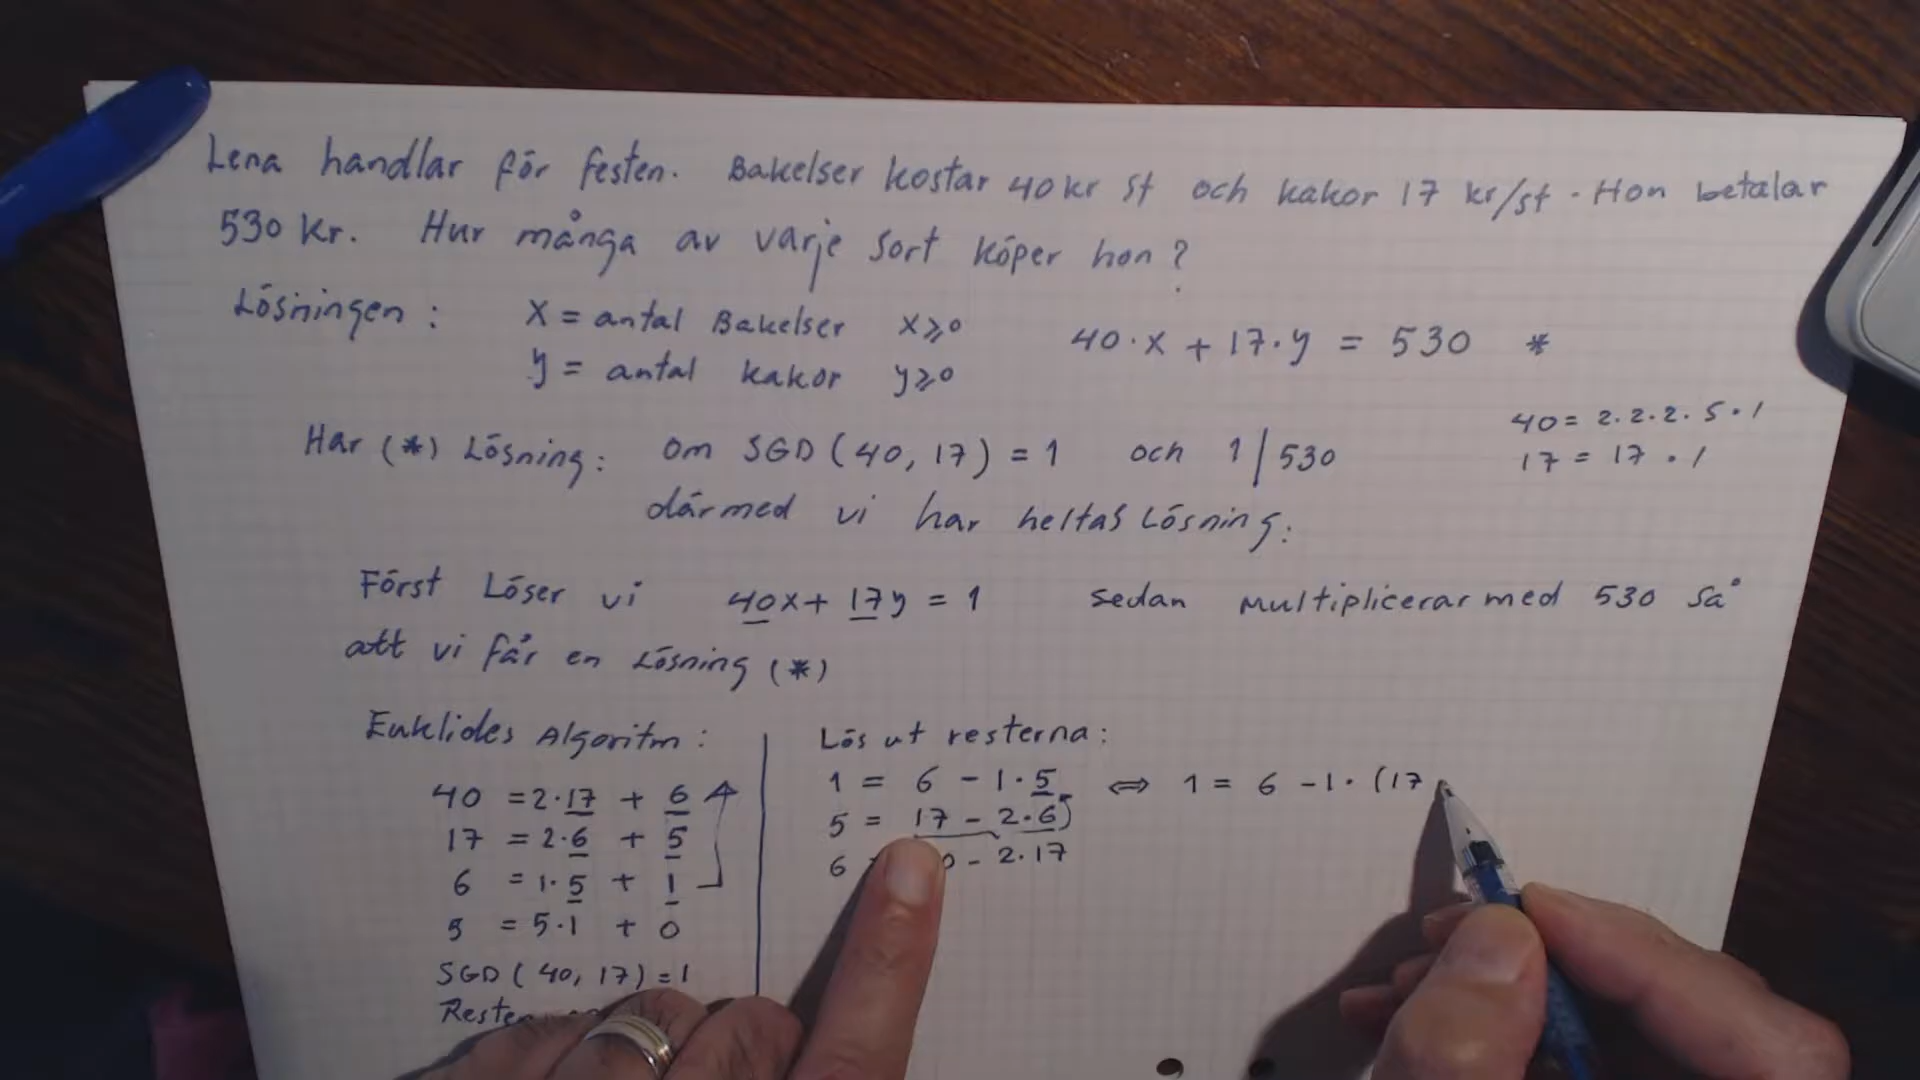 Lena handlar för festen. Bakelser kostar 40 kr st och kakor 17 kr/st. Hon betalar
530 kr. Hur många av varje sort köper hon?
Lösningen: x = antal Bakelser x ⩾ 0
y = antal kakor y ⩾ 0
40·x + 17·y = 530 *
40 = 2·2·2·5·1
17 = 17·1
Har (*) Lösning: om SGD(40, 17) = 1 och 1 | 530
därmed vi har heltas Lösning.
Först Löser vi 40x + 17y = 1 sedan multiplicerar med 530 så
att vi får en Lösning (*)
Euklides Algoritm:
40 = 2·17 + 6
17 = 2·6 + 5
6 = 1·5 + 1
5 = 5·1 + 0
SGD(40, 17) = 1
Lös ut resterna:
1 = 6 - 1·5 ⟺ 1 = 6 - 1·(17
5 = 17 - 2·6)
6 - 2·17